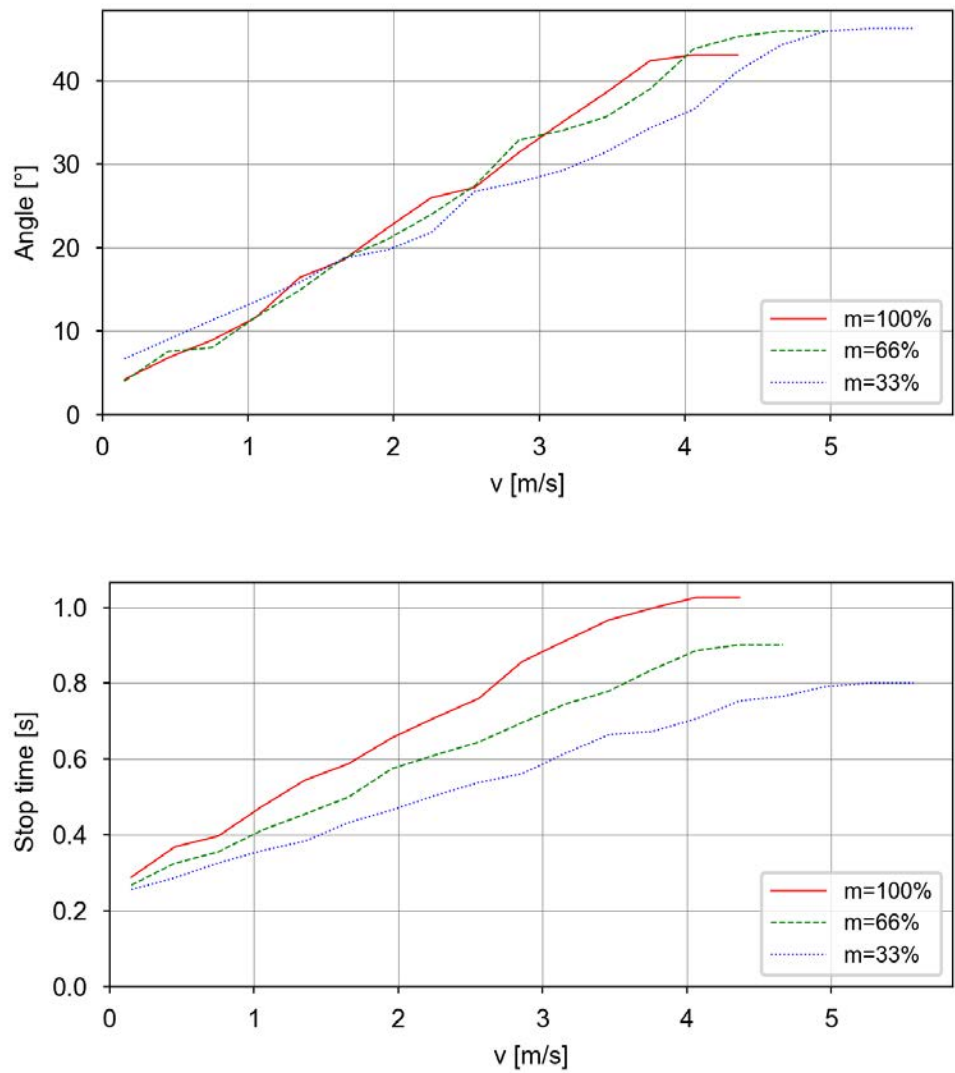 40
30
20
10
0
Angle [°]
m=100%
m=66%
m=33%
0 1 2 3 4 5
v [m/s]
1.0
0.8
0.6
0.4
0.2
0.0
Stop time [s]
m=100%
m=66%
m=33%
0 1 2 3 4 5
v [m/s]